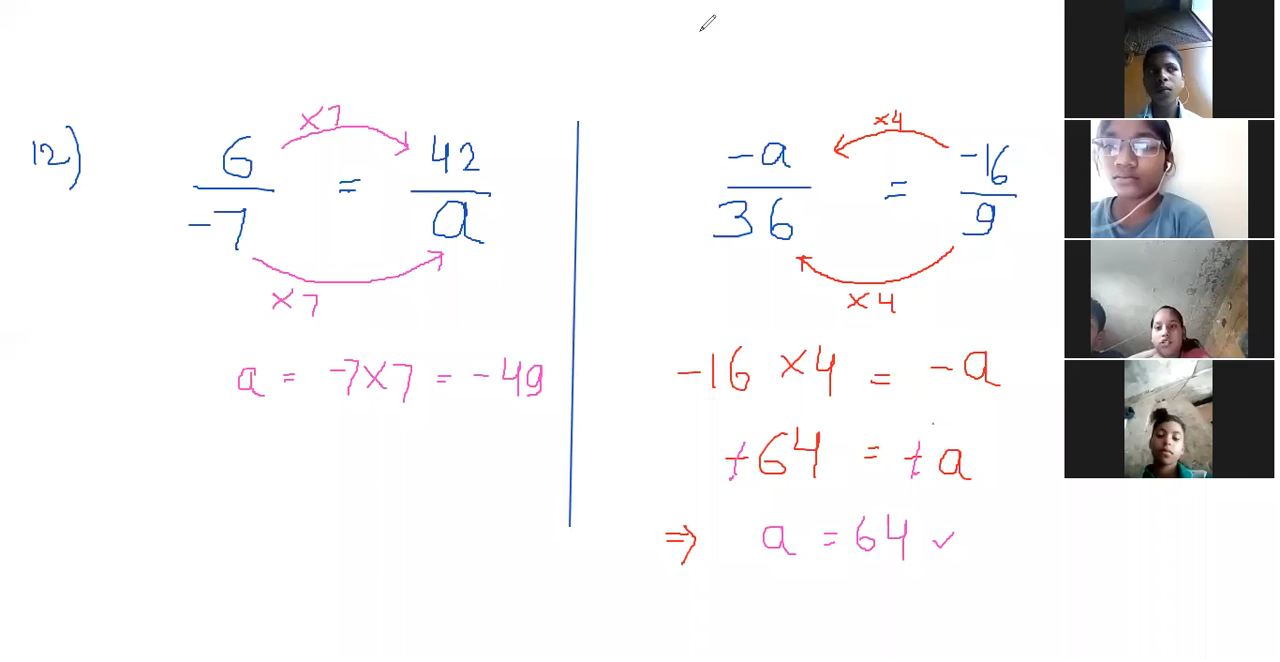 12)
×7
6/-7 = 42/a
×7
a = -7×7 = -49
×4
-a/36 = -16/9
×4
-16 ×4 = -a
+64 = +a
⇒ a = 64 ✓